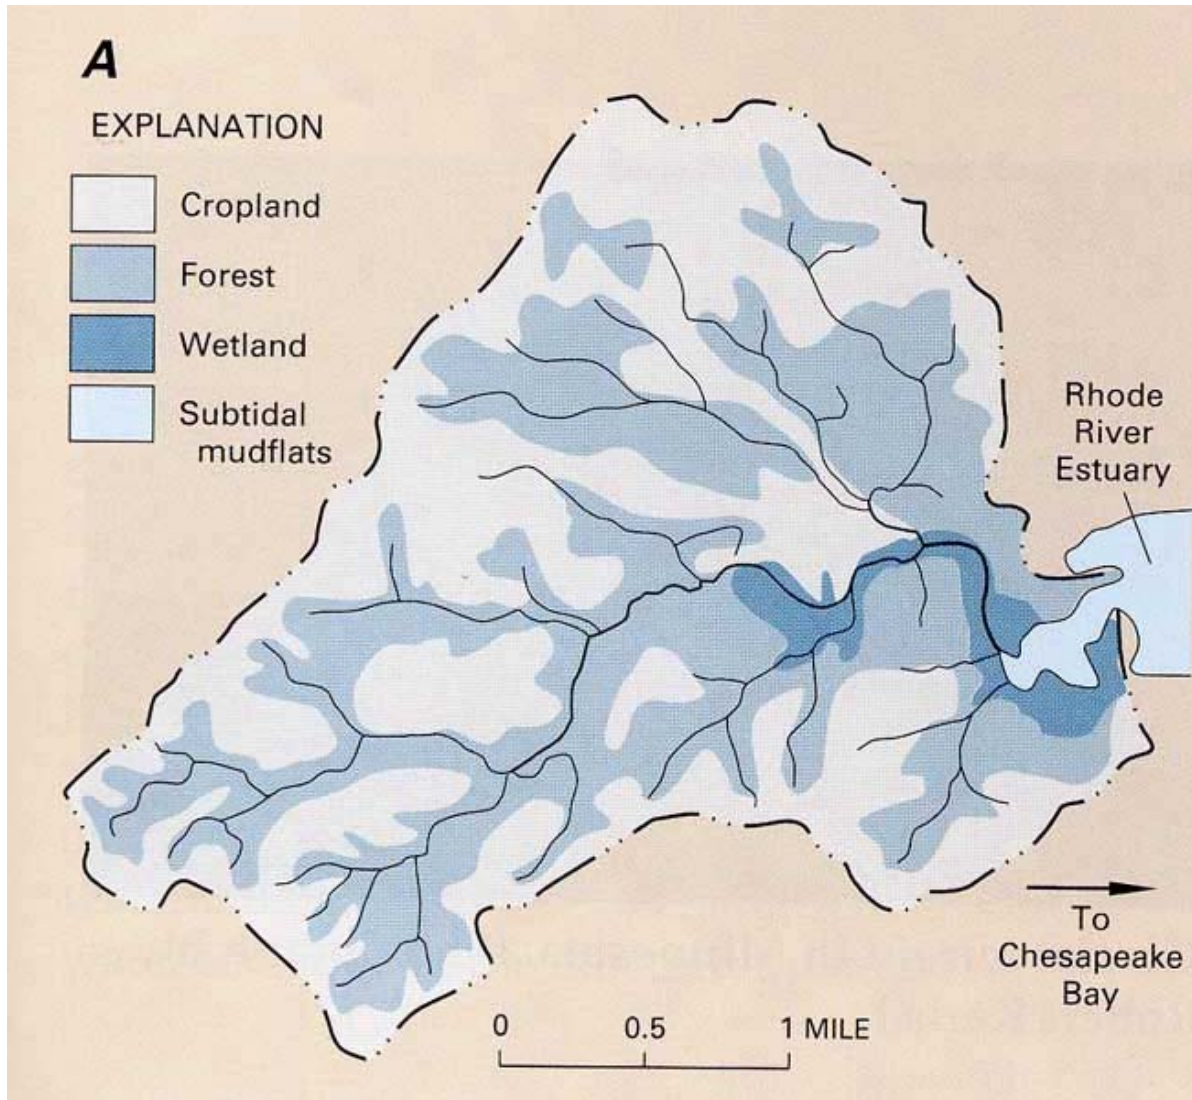 A
EXPLANATION
Cropland
Forest
Wetland
Subtidal
mudflats
Rhode
River
Estuary
To
Chesapeake
Bay
0 0.5 1 MILE